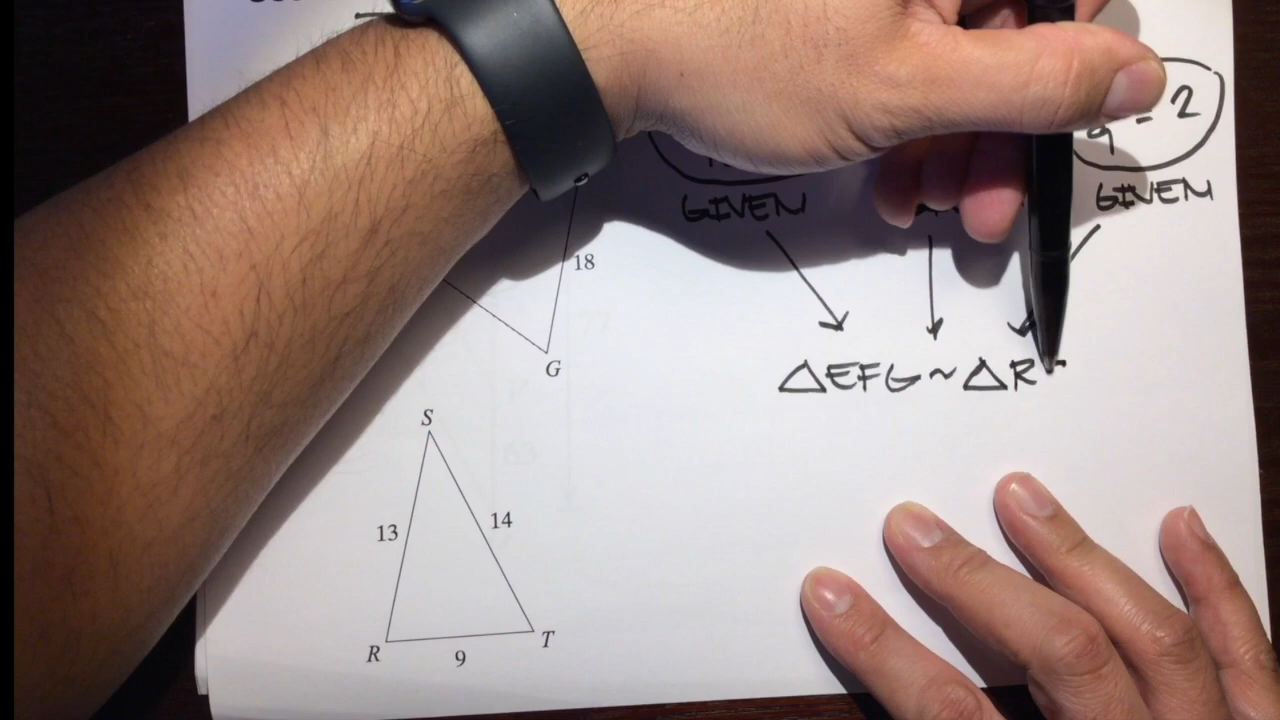 9 = 2
GIVEN
GIVEN
18
G
△EFG ~ △R
S
13
14
R
T
9